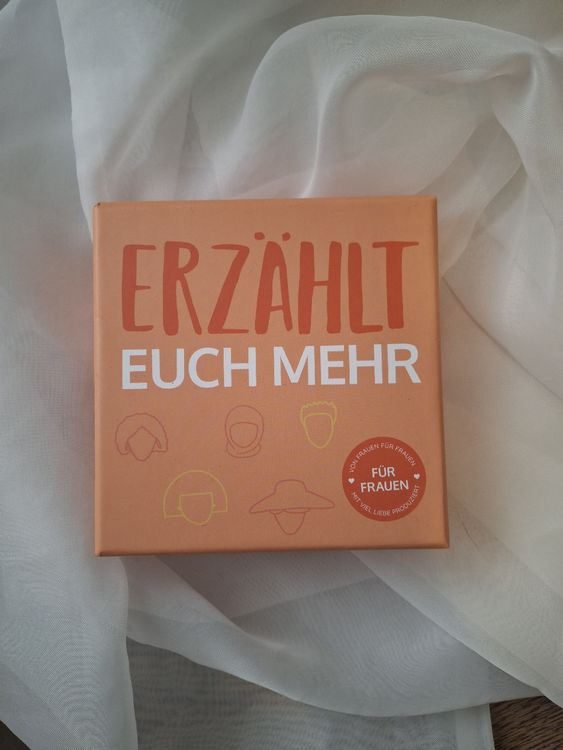 ERZÄHLT
EUCH MEHR
VON FRAUEN FÜR FRAUEN
FÜR
FRAUEN
MIT VIEL LIEBE PRODUZIERT